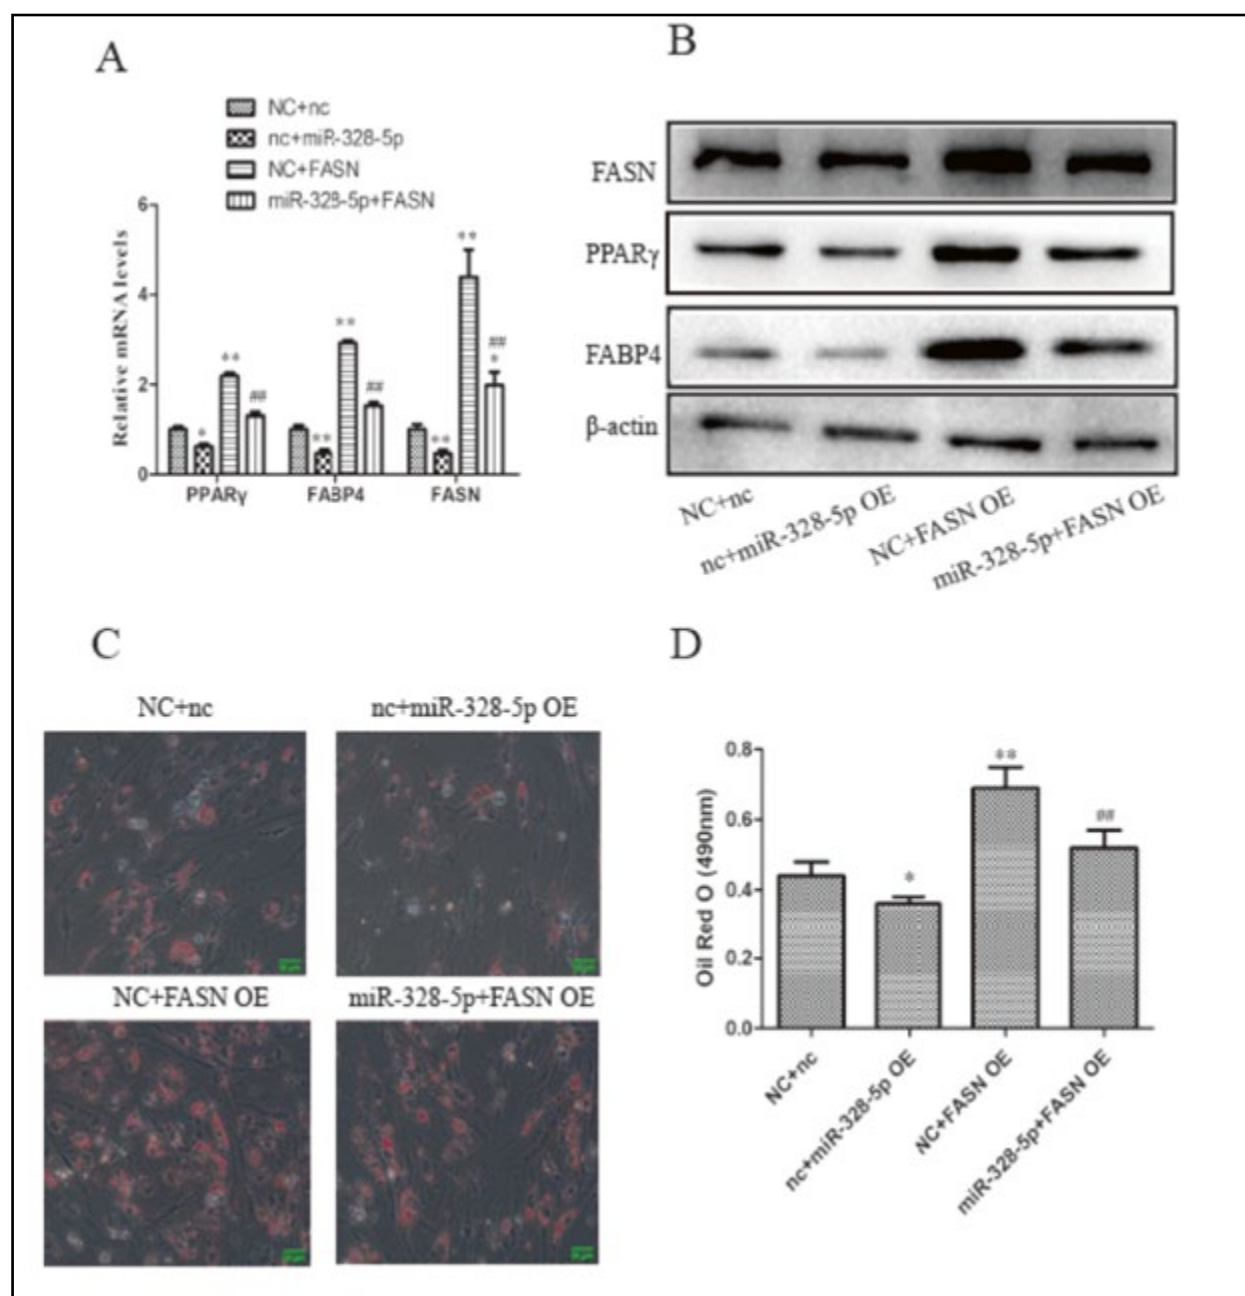 A
NC+nc
nc+miR-328-5p
NC+FASN
miR-328-5p+FASN
Relative mRNA levels
6
4
2
0
** ** **
## ## ##
* ** ** *
PPARγ FABP4 FASN
B
FASN
PPARγ
FABP4
β-actin
NC+nc
nc+miR-328-5p OE
NC+FASN OE
miR-328-5p+FASN OE
C
NC+nc nc+miR-328-5p OE
NC+FASN OE miR-328-5p+FASN OE
D
Oil Red O (490nm)
0.8
0.6
0.4
0.2
0.0
*
**
##
NC+nc
nc+miR-328-5p OE
NC+FASN OE
miR-328-5p+FASN OE